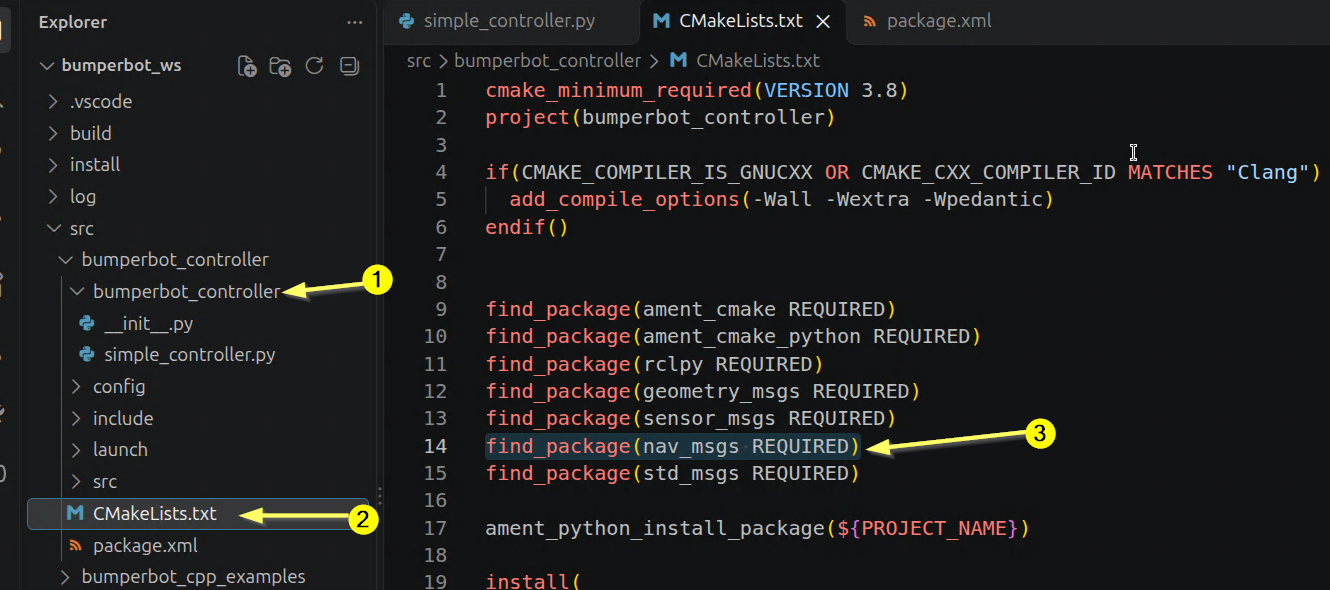 Explorer
bumperbot_ws
.vscode
build
install
log
src
bumperbot_controller
bumperbot_controller
1
__init__.py
simple_controller.py
config
include
launch
src
CMakeLists.txt
2
package.xml
bumperbot_cpp_examples
simple_controller.py
CMakeLists.txt
package.xml
src > bumperbot_controller > CMakeLists.txt
1 cmake_minimum_required(VERSION 3.8)
2 project(bumperbot_controller)
3
4 if(CMAKE_COMPILER_IS_GNUCXX OR CMAKE_CXX_COMPILER_ID MATCHES "Clang")
5 add_compile_options(-Wall -Wextra -Wpedantic)
6 endif()
7
8
9 find_package(ament_cmake REQUIRED)
10 find_package(ament_cmake_python REQUIRED)
11 find_package(rclpy REQUIRED)
12 find_package(geometry_msgs REQUIRED)
13 find_package(sensor_msgs REQUIRED)
14 find_package(nav_msgs REQUIRED)
3
15 find_package(std_msgs REQUIRED)
16
17 ament_python_install_package(${PROJECT_NAME})
18
19 install(